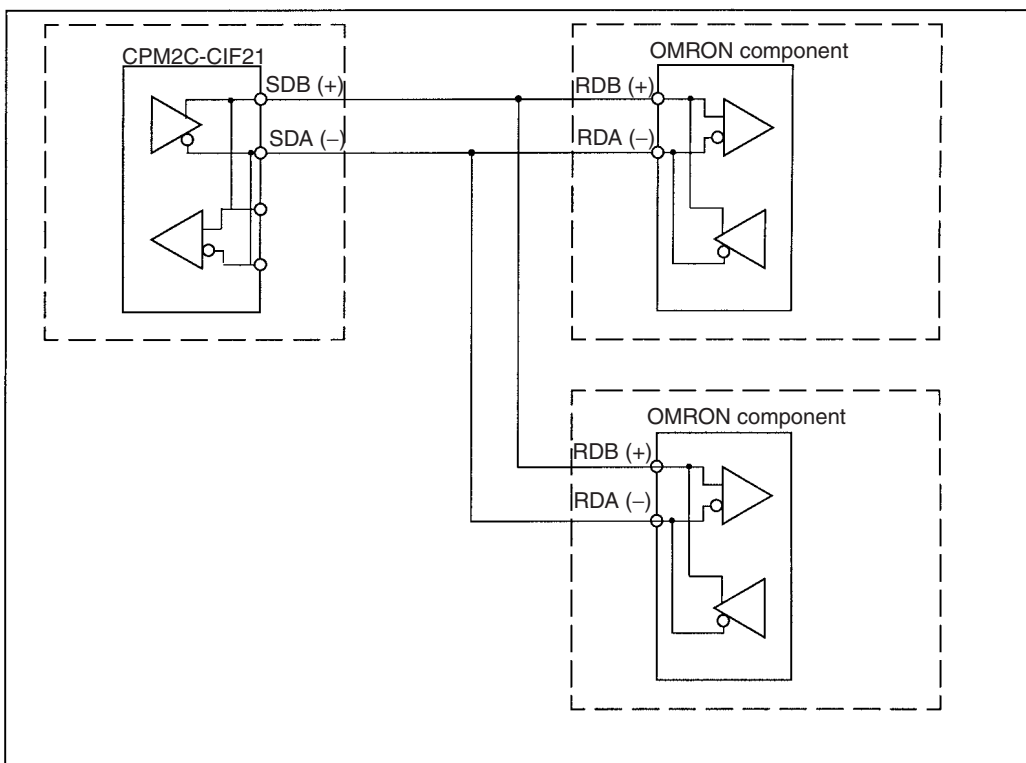 CPM2C-CIF21
SDB (+)
SDA (–)
OMRON component
RDB (+)
RDA (–)
OMRON component
RDB (+)
RDA (–)